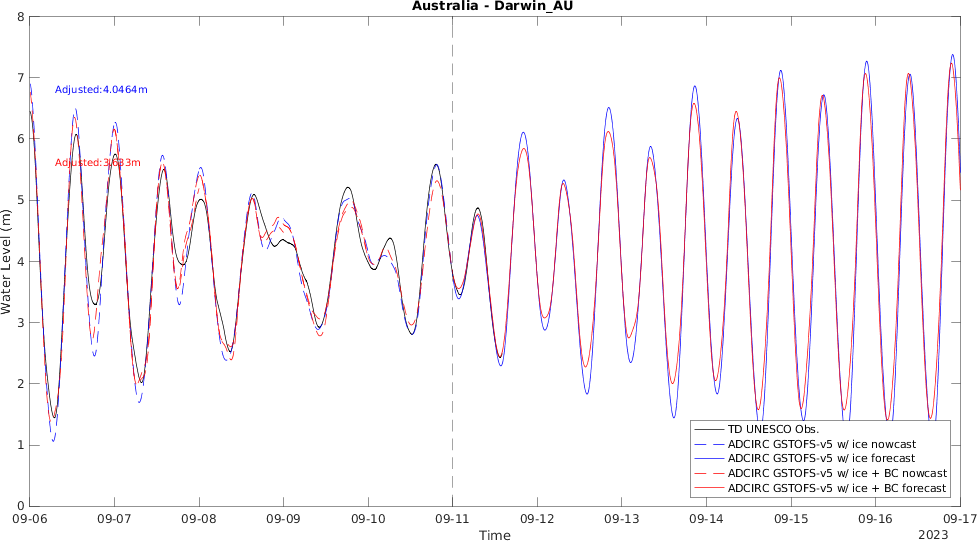 Australia - Darwin_AU
8
7
6
5
4
3
2
1
0
Water Level (m)
Adjusted:4.0464m
Adjusted:3.633m
TD UNESCO Obs.
ADCIRC GSTOFS-v5 w/ ice nowcast
ADCIRC GSTOFS-v5 w/ ice forecast
ADCIRC GSTOFS-v5 w/ ice + BC nowcast
ADCIRC GSTOFS-v5 w/ ice + BC forecast
09-06 09-07 09-08 09-09 09-10 09-11 09-12 09-13 09-14 09-15 09-16 09-17
Time
2023